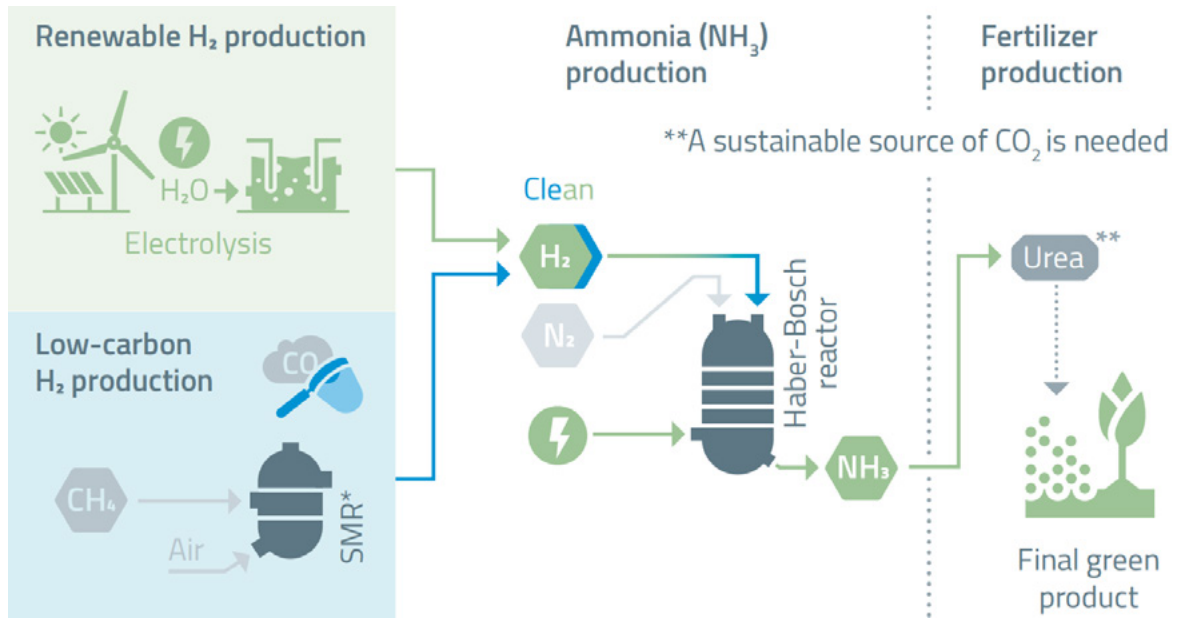 Renewable H₂ production
H₂O
Electrolysis
Low-carbon
H₂ production
CO
CH₄
Air
SMR*
Ammonia (NH₃)
production
Clean
H₂
N₂
Haber-Bosch
reactor
NH₃
Fertilizer
production
**A sustainable source of CO₂ is needed
Urea**
Final green
product